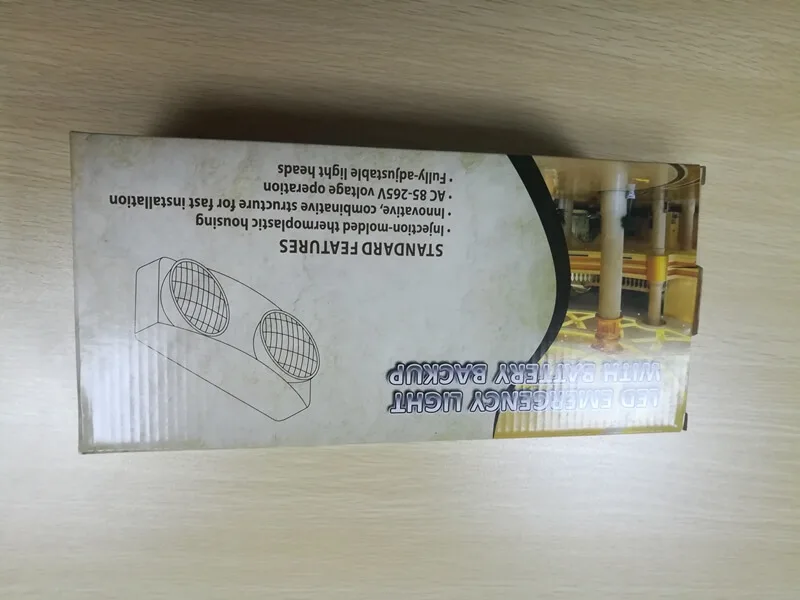 LED EMERGENCY LIGHT
WITH BATTERY BACKUP
STANDARD FEATURES
• Injection-molded thermoplastic housing
• Innovative, combinative structure for fast installation
• AC 85-265V voltage operation
• Fully-adjustable light heads